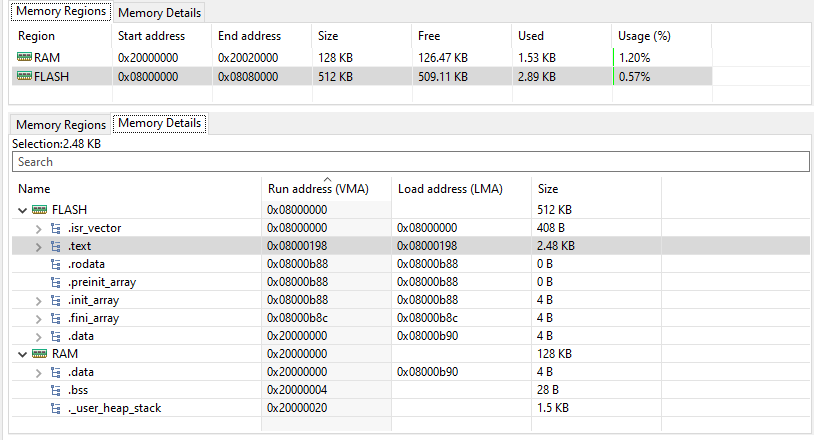 Memory Regions Memory Details
Region Start address End address Size Free Used Usage (%)
RAM 0x20000000 0x20020000 128 KB 126.47 KB 1.53 KB 1.20%
FLASH 0x08000000 0x08080000 512 KB 509.11 KB 2.89 KB 0.57%
Memory Regions Memory Details
Selection:2.48 KB
Search
Name Run address (VMA) Load address (LMA) Size
FLASH 0x08000000 512 KB
.isr_vector 0x08000000 0x08000000 408 B
.text 0x08000198 0x08000198 2.48 KB
.rodata 0x08000b88 0x08000b88 0 B
.preinit_array 0x08000b88 0x08000b88 0 B
.init_array 0x08000b88 0x08000b88 4 B
.fini_array 0x08000b8c 0x08000b8c 4 B
.data 0x20000000 0x08000b90 4 B
RAM 0x20000000 128 KB
.data 0x20000000 0x08000b90 4 B
.bss 0x20000004 28 B
._user_heap_stack 0x20000020 1.5 KB